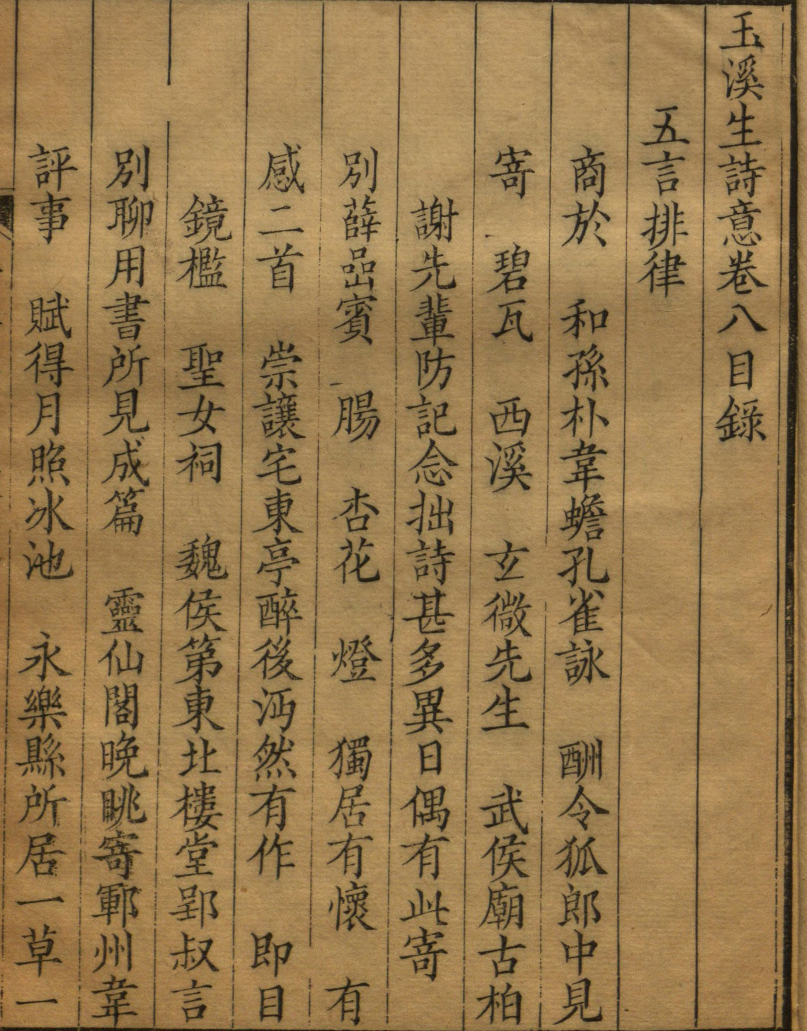 玉溪生詩意卷八目錄
五言排律
商於　和孫朴韋蟾孔雀詠　酬令狐郎中見
寄　碧瓦　西溪　玄微先生　武侯廟古柏
謝先輩防記念拙詩甚多異日偶有此寄
別薛嵒賓　腸　杏花　燈　獨居有懷　有
感二首　崇讓宅東亭醉後沔然有作　即目
鏡檻　聖女祠　魏侯第東北樓堂郢叔言
別聊用書所見成篇　靈仙閣晚眺寄鄆州韋
評事　賦得月照冰池　永樂縣所居一草一